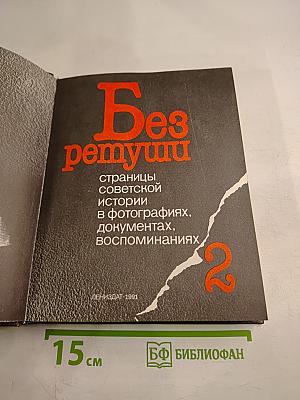 Без
ретуши
страницы
советской
истории
в фотографиях,
документах,
воспоминаниях
2
ЛЕНИЗДАТ·1991
15 см
БФ БИБЛИОФАН